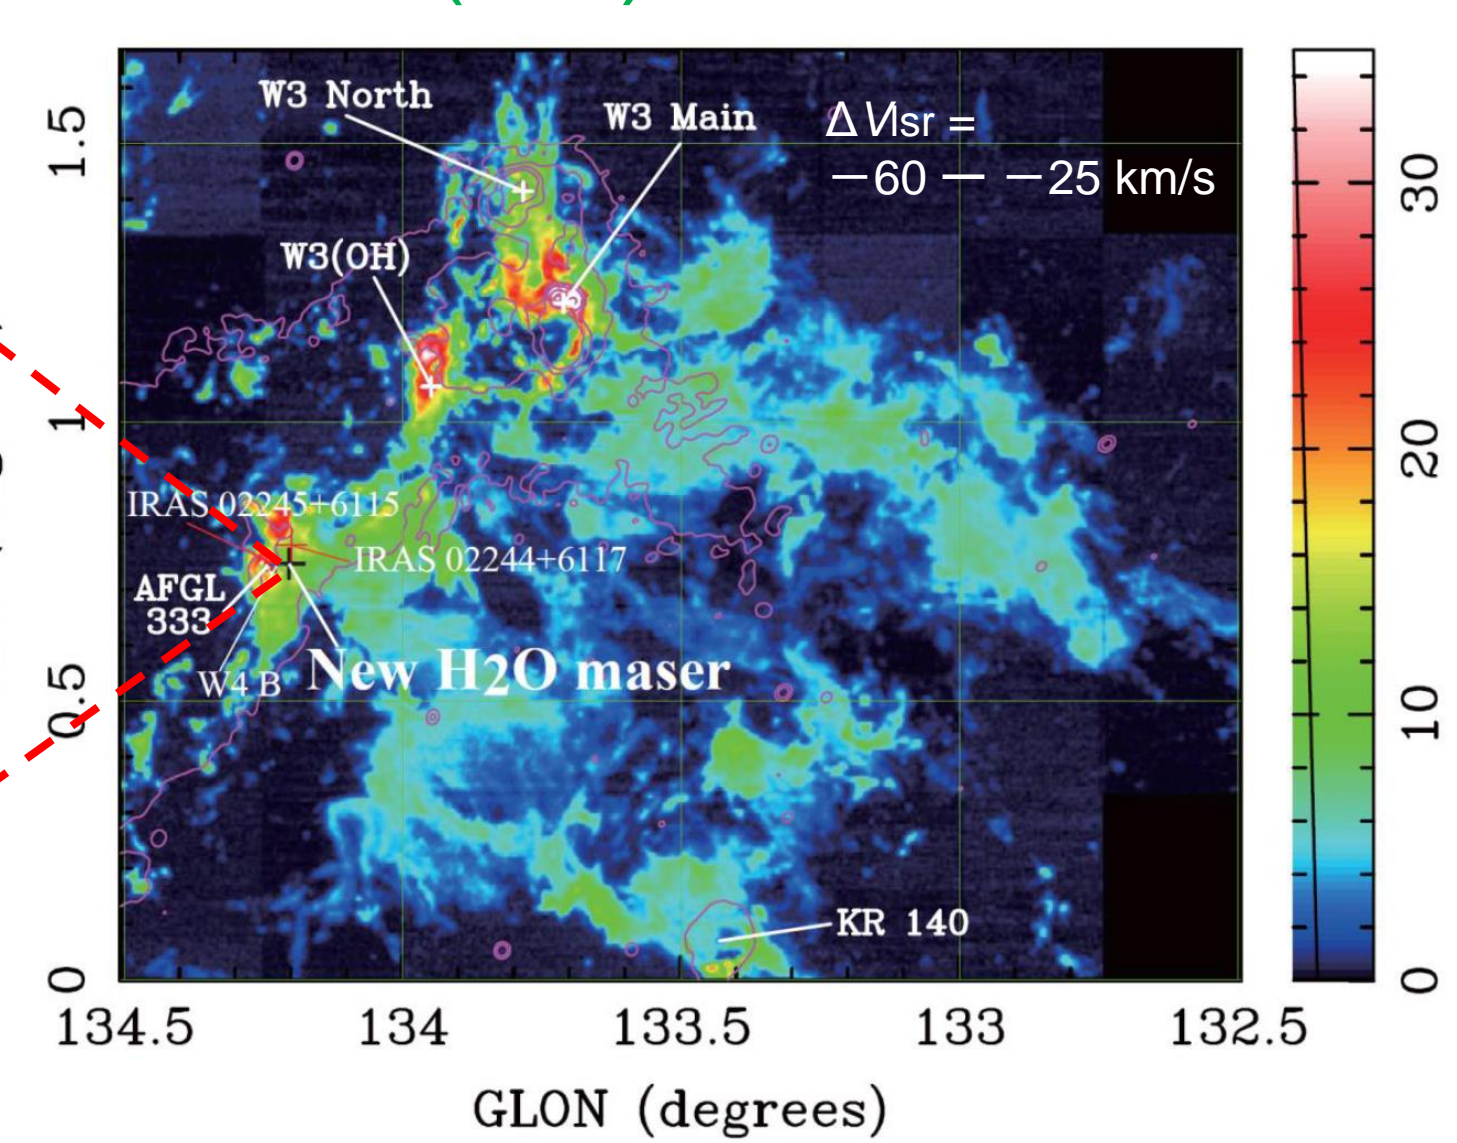 W3 North
W3 Main
ΔVlsr =
−60 − −25 km/s
W3(OH)
IRAS 02245+6115
IRAS 02244+6117
AFGL
333
W4 B
New H2O maser
KR 140
1.5
1
0.5
0
134.5 134 133.5 133 132.5
GLON (degrees)
30
20
10
0